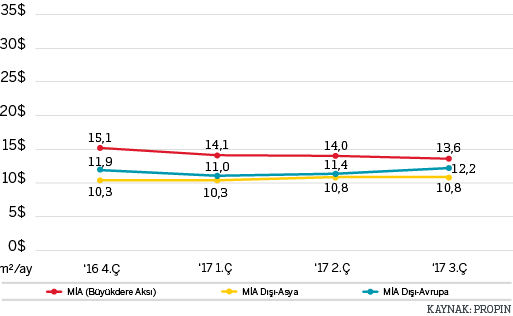 35$
30$
25$
20$
15$
10$
5$
0$
15,1
14,1
14,0
13,6
11,9
11,0
11,4
12,2
10,3
10,3
10,8
10,8
m²/ay
'16 4.Ç
'17 1.Ç
'17 2.Ç
'17 3.Ç
MİA (Büyükdere Aksı)
MİA Dışı-Asya
MİA Dışı-Avrupa
KAYNAK: PROPIN